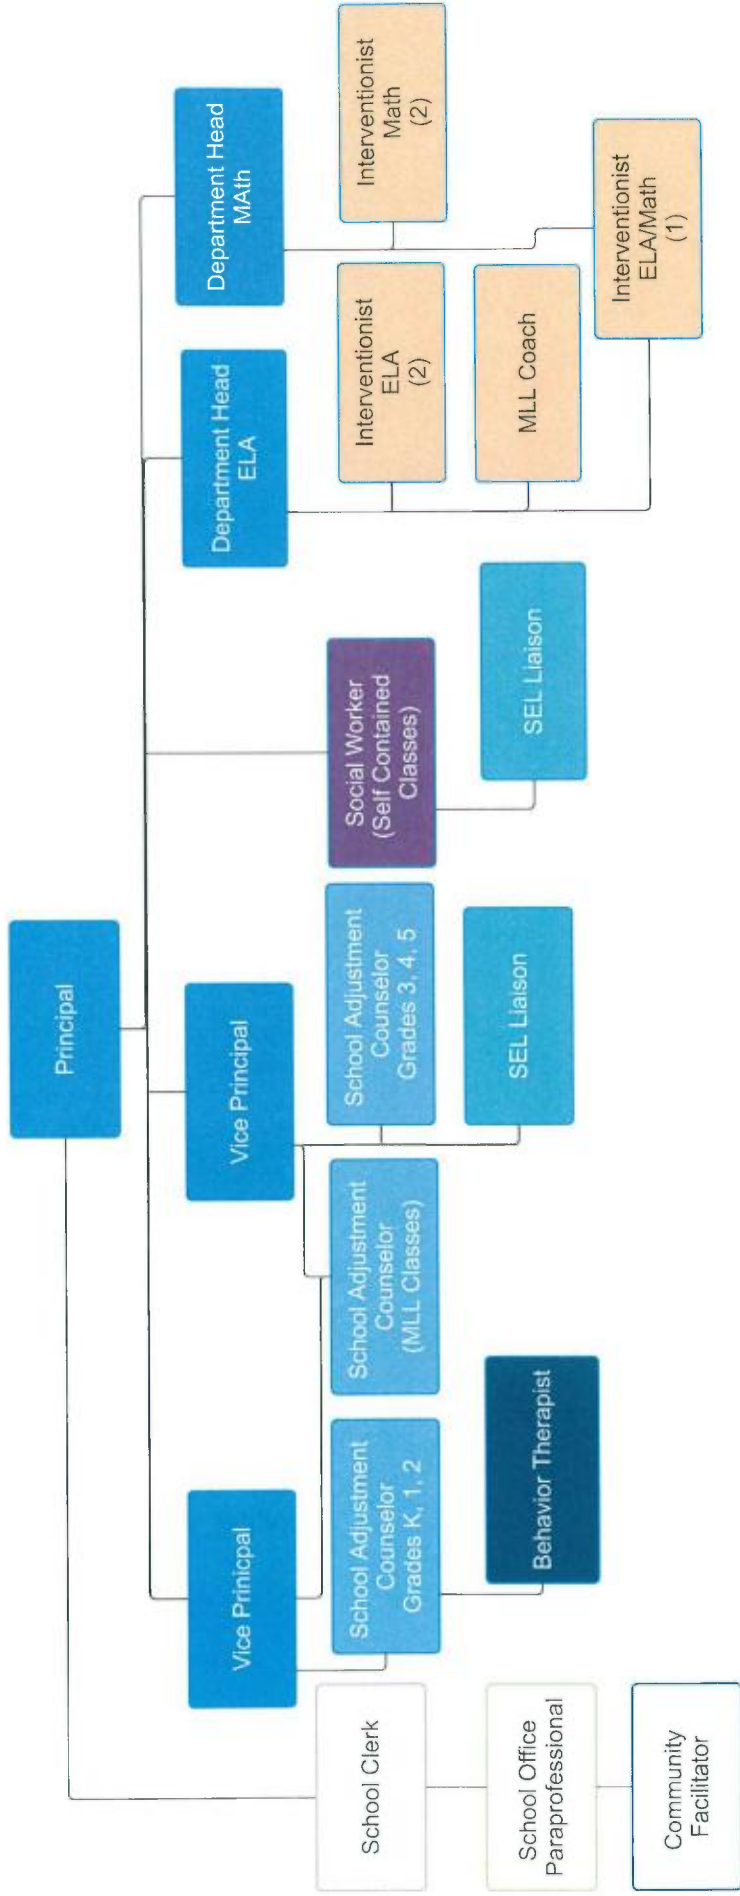 Principal
Vice Prinicpal
Vice Principal
Department Head
ELA
Department Head
MAth
School Clerk
School Adjustment
Counselor
Grades K, 1, 2
School Adjustment
Counselor
(MLL Classes)
School Adjustment
Counselor
Grades 3, 4, 5
Social Worker
(Self Contained
Classes)
Interventionist
ELA
(2)
Interventionist
Math
(2)
School Office
Paraprofessional
Behavior Therapist
SEL Liaison
SEL Liaison
MLL Coach
Community
Facilitator
Interventionist
ELA/Math
(1)